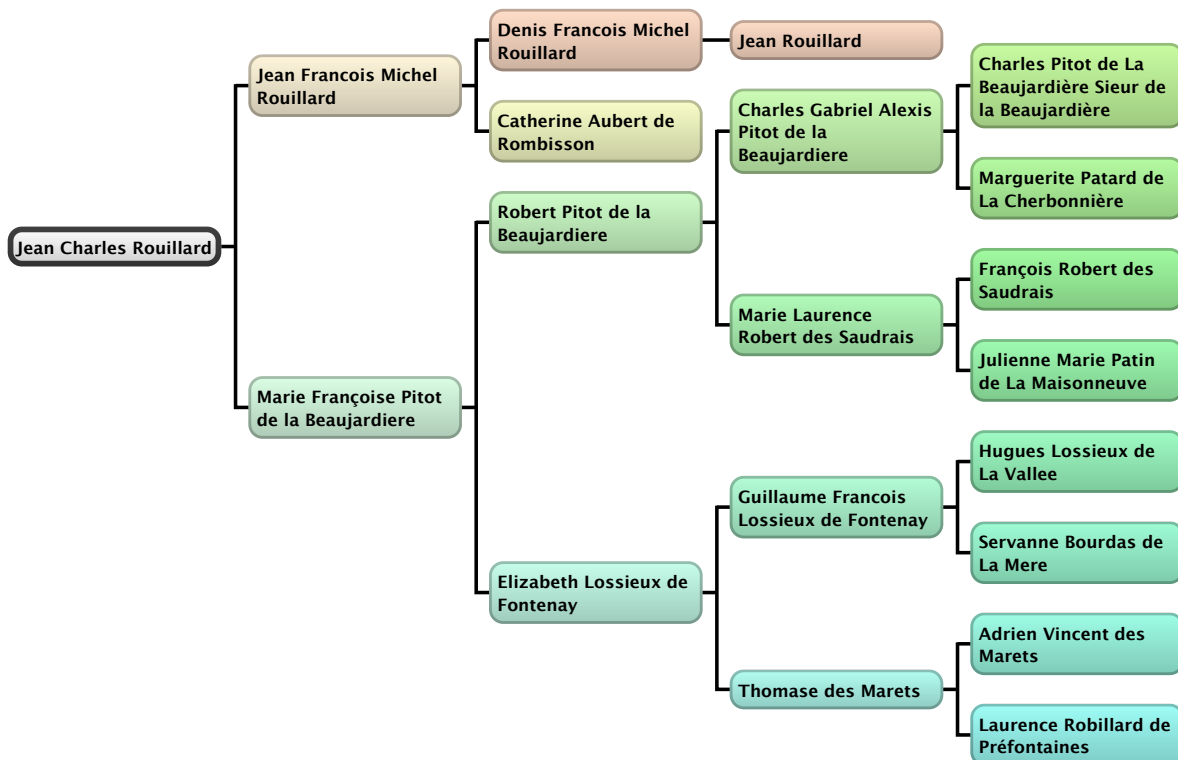 Jean Charles Rouillard
Jean Francois Michel
Rouillard
Marie Françoise Pitot
de la Beaujardiere
Denis Francois Michel
Rouillard
Catherine Aubert de
Rombisson
Robert Pitot de la
Beaujardiere
Elizabeth Lossieux de
Fontenay
Jean Rouillard
Charles Gabriel Alexis
Pitot de la
Beaujardiere
Marie Laurence
Robert des Saudrais
Guillaume Francois
Lossieux de Fontenay
Thomase des Marets
Charles Pitot de La
Beaujardière Sieur de
la Beaujardière
Marguerite Patard de
La Cherbonnière
François Robert des
Saudrais
Julienne Marie Patin
de La Maisonneuve
Hugues Lossieux de
La Vallee
Servanne Bourdas de
La Mere
Adrien Vincent des
Marets
Laurence Robillard de
Préfontaines